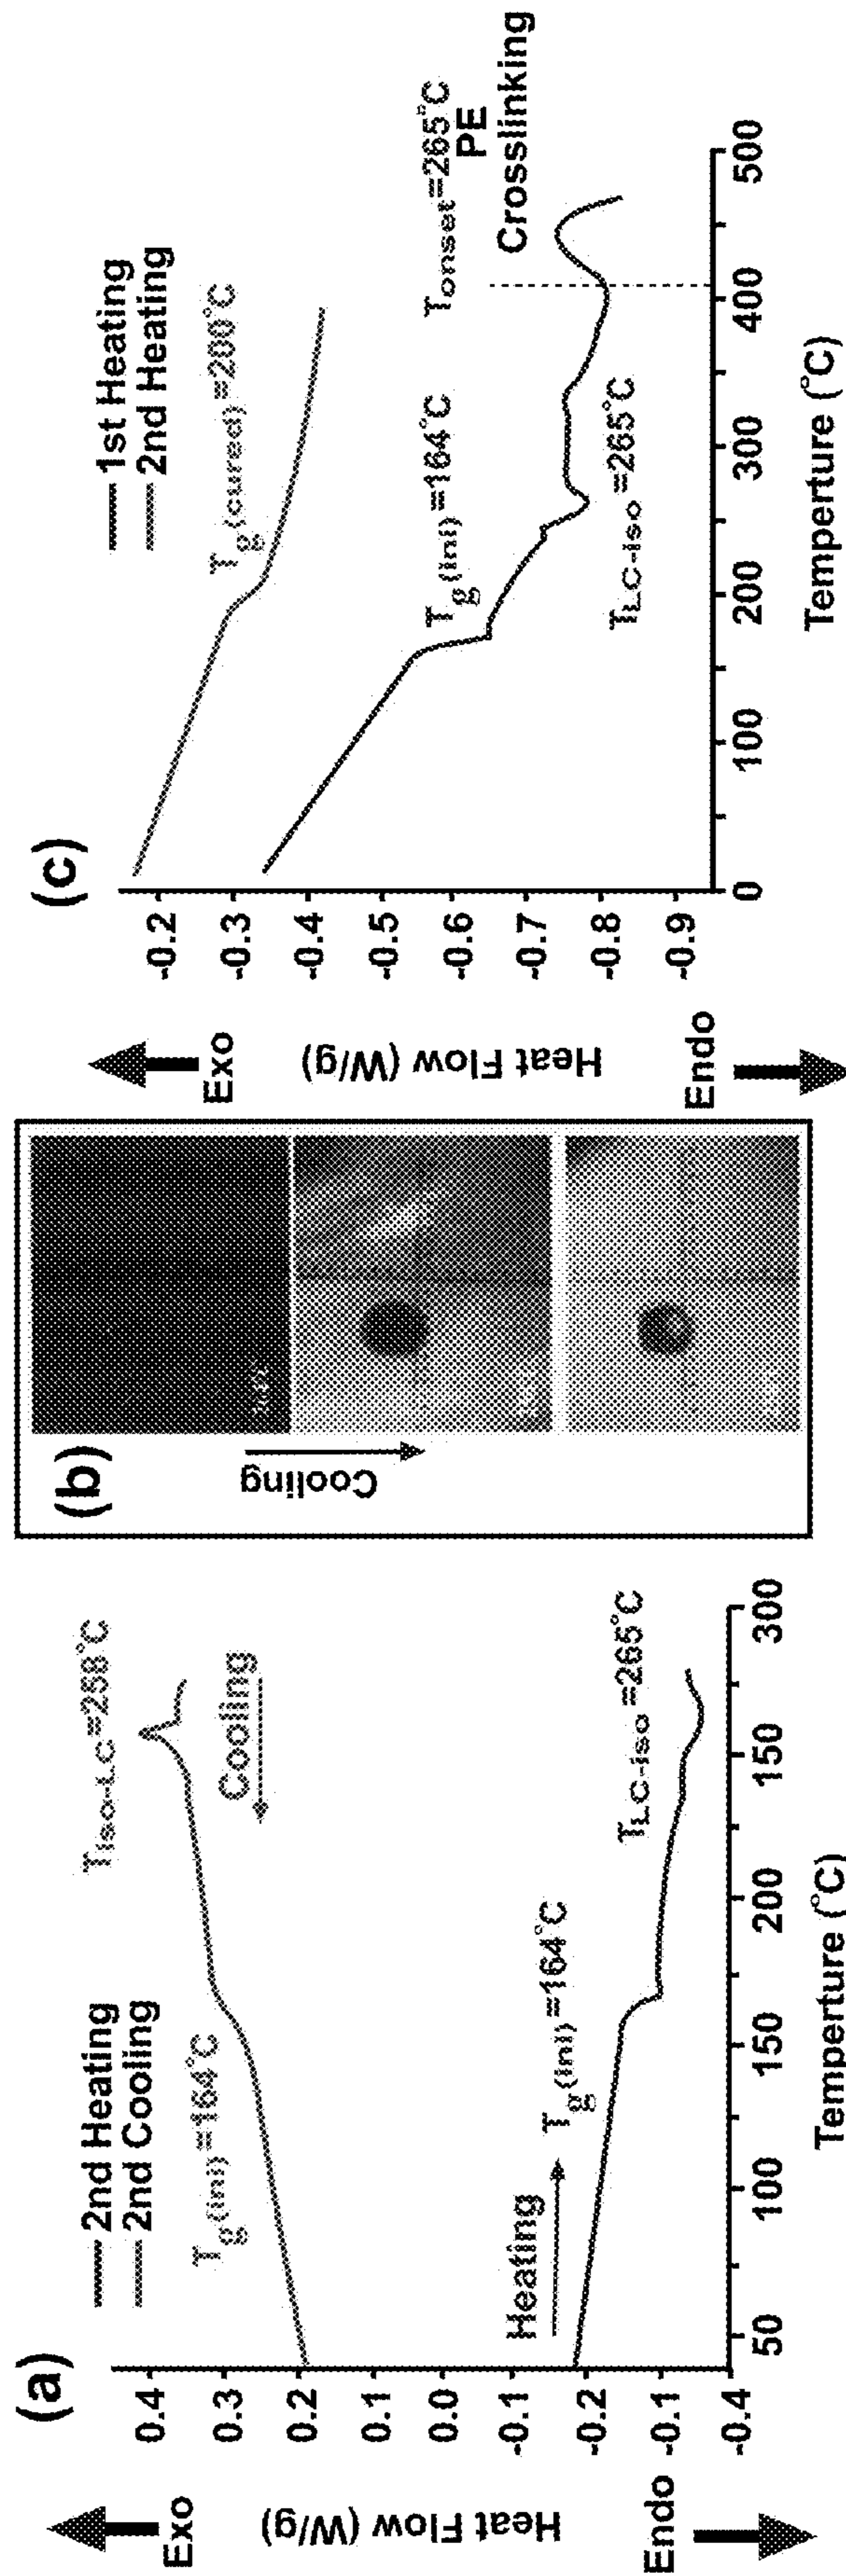 (a)
2nd Heating
2nd Cooling
Tiso-LC=258°C
Tg(ini)=164°C
Cooling
Heating
Tg(ini)=164°C
TLC-iso=265°C
Exo
Heat Flow (W/g)
Endo
0.4
0.3
0.1
0.0
-0.1
-0.2
-0.1
-0.4
50
100
150
200
150
300
Temperture (°C)
(b)
Cooling
(c)
1st Heating
2nd Heating
Tg(cured)=200°C
Tg(ini)=164°C
Tonset=265°C
PE
Crosslinking
TLC-iso=265°C
Exo
Heat Flow (W/g)
Endo
-0.2
-0.3
-0.4
-0.5
-0.6
-0.7
-0.8
-0.9
0
100
200
300
400
500
Temperture (°C)